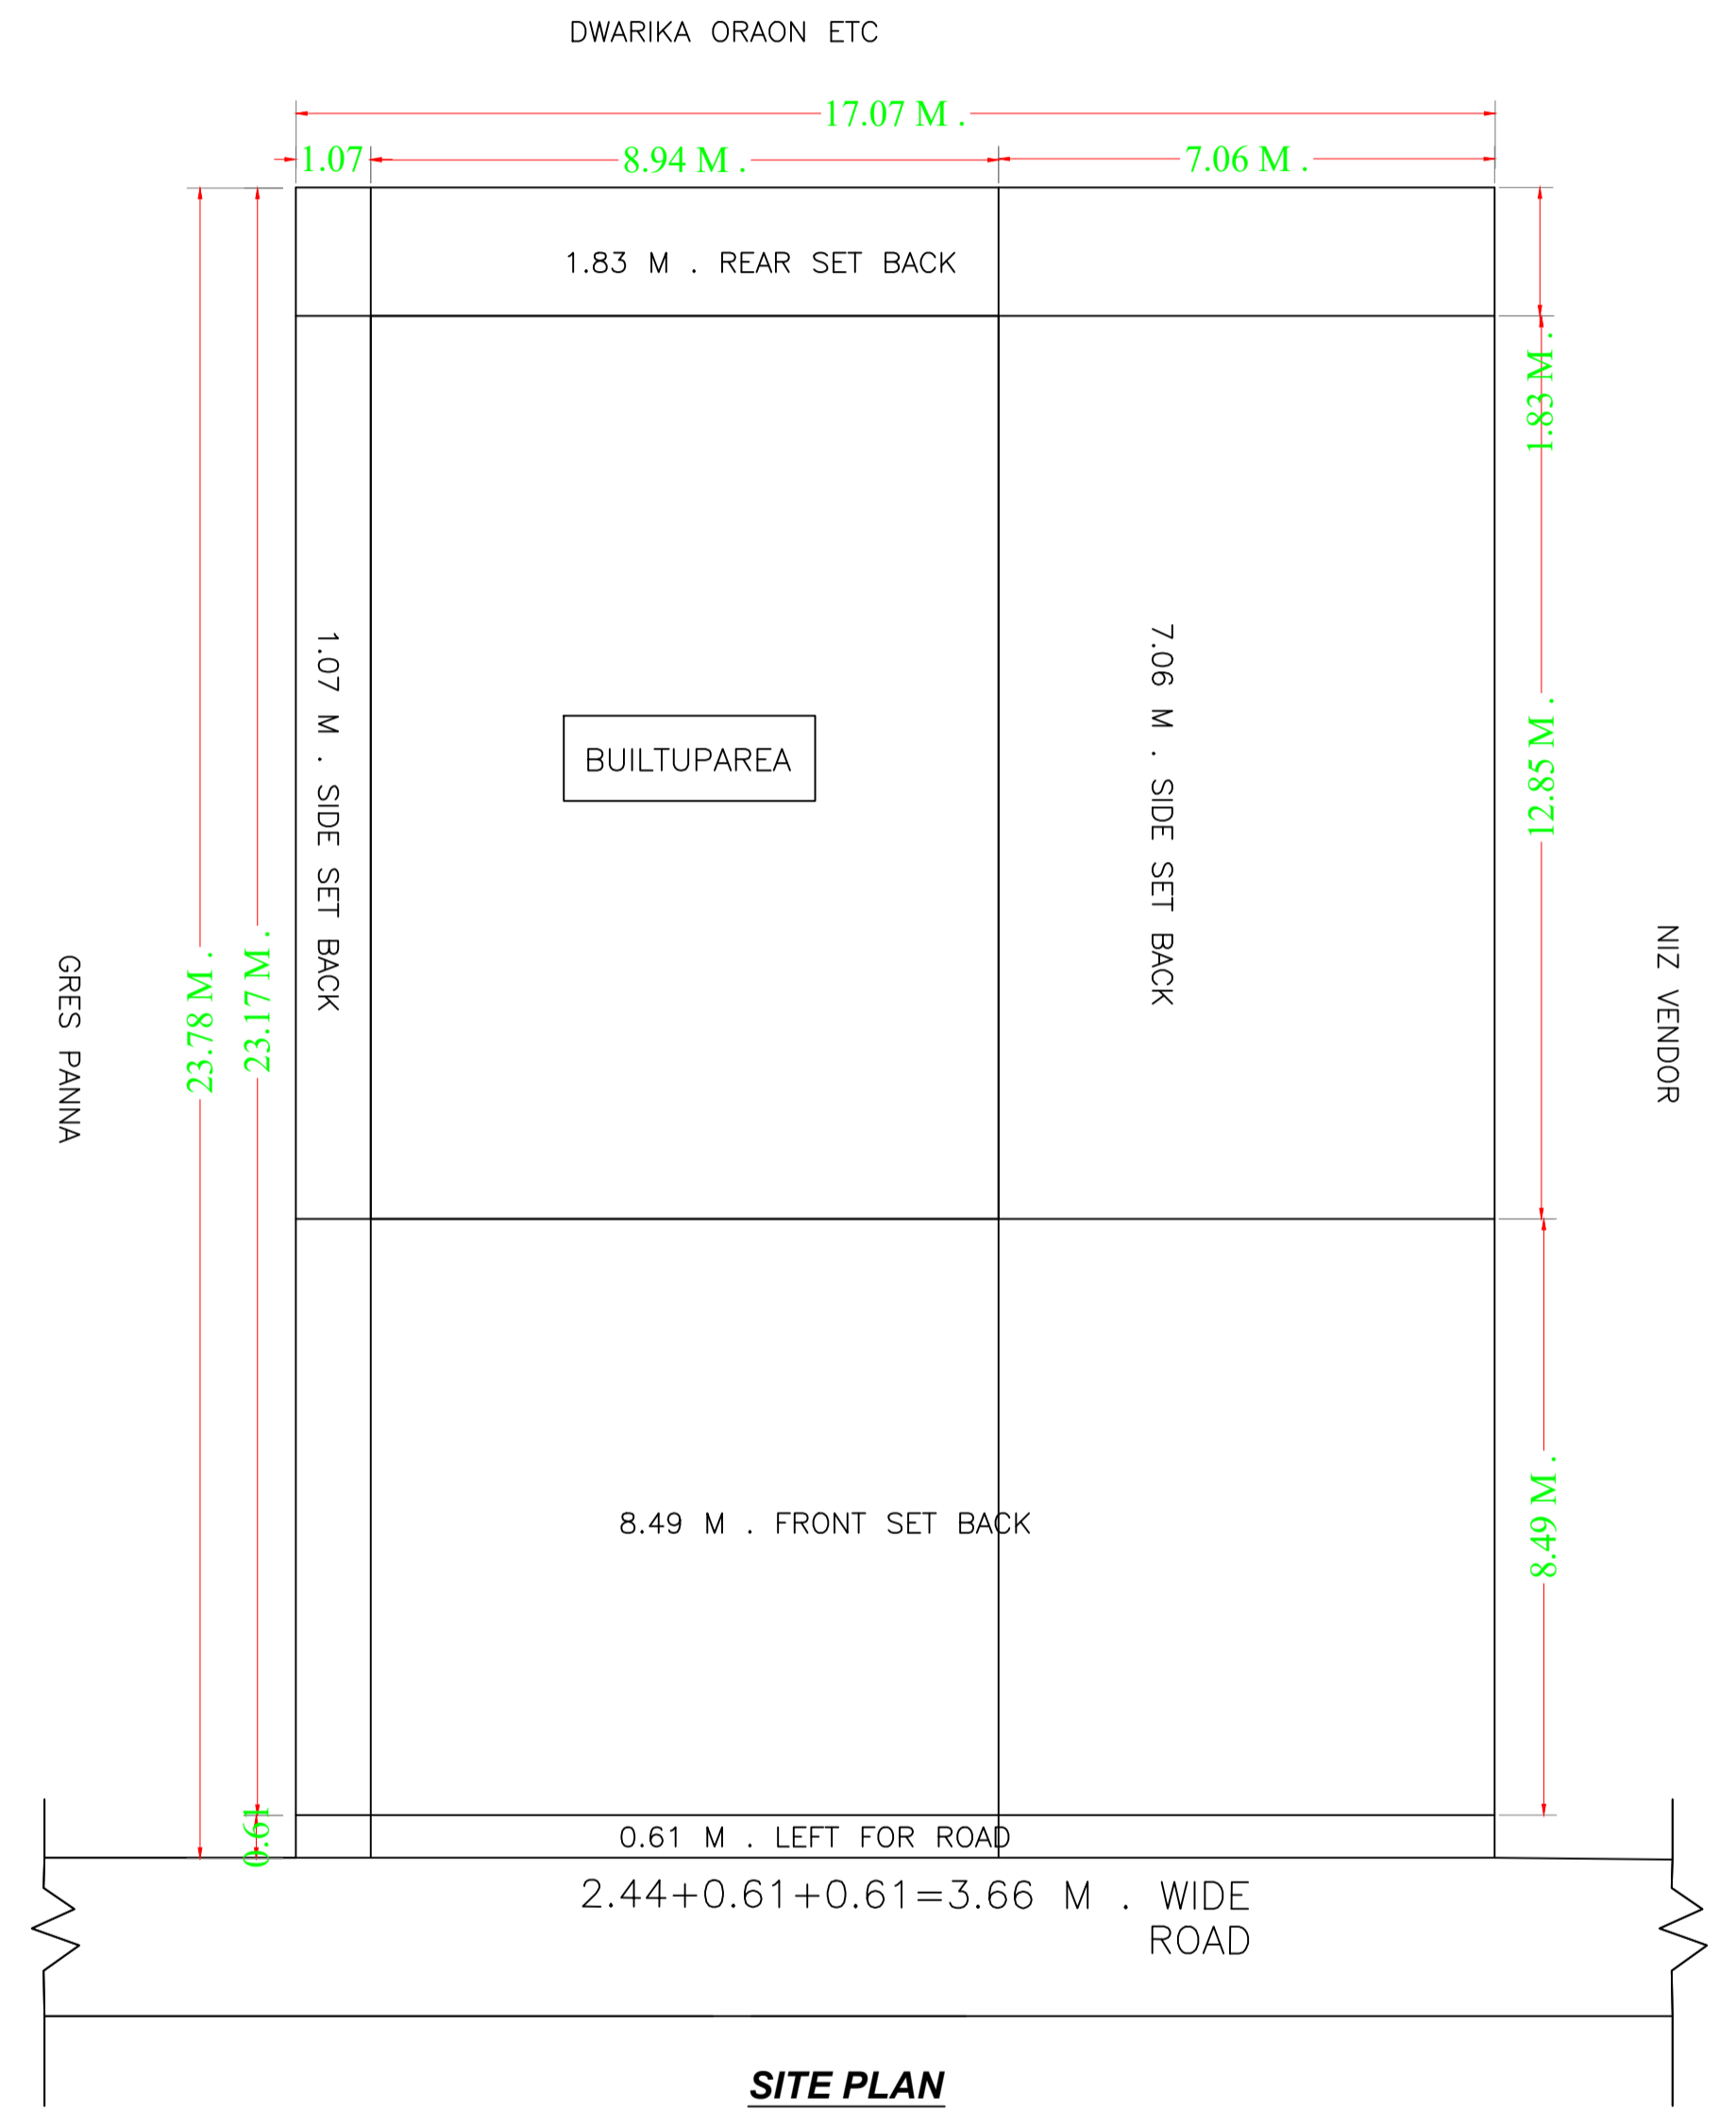 DWARIKA ORAON ETC
17.07 M .
1.07
8.94 M .
7.06 M .
1.83 M . REAR SET BACK
1.83 M .
1.07 M . SIDE SET BACK
7.06 M . SIDE SET BACK
BUILTUPAREA
12.85 M .
GRES PANNA
23.78 M .
23.17 M .
NIZ VENDOR
8.49 M . FRONT SET BACK
8.49 M .
0.61
0.61 M . LEFT FOR ROAD
2.44+0.61+0.61=3.66 M . WIDE
ROAD
SITE PLAN